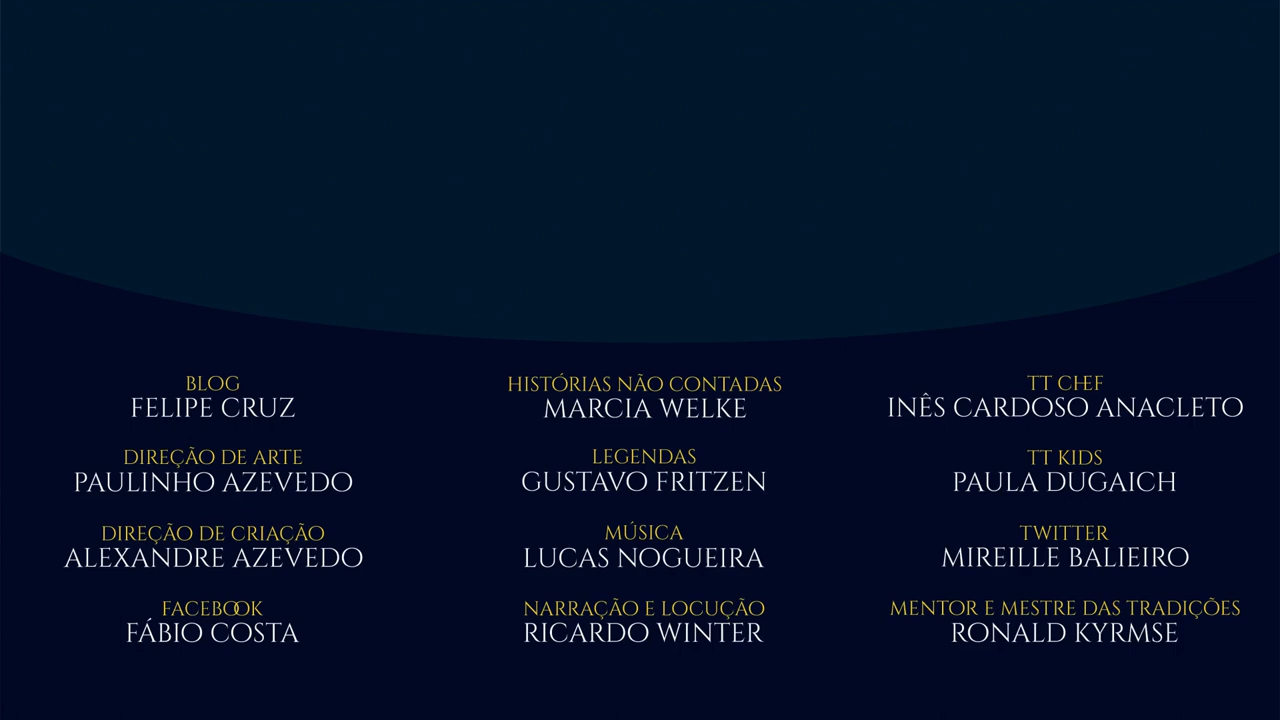 BLOG
FELIPE CRUZ
DIREÇÃO DE ARTE
PAULINHO AZEVEDO
DIREÇÃO DE CRIAÇÃO
ALEXANDRE AZEVEDO
FACEBOOK
FÁBIO COSTA
HISTÓRIAS NÃO CONTADAS
MARCIA WELKE
LEGENDAS
GUSTAVO FRITZEN
MÚSICA
LUCAS NOGUEIRA
NARRAÇÃO E LOCUÇÃO
RICARDO WINTER
TT CHEF
INÊS CARDOSO ANACLETO
TT KIDS
PAULA DUGAICH
TWITTER
MIREILLE BALIEIRO
MENTOR E MESTRE DAS TRADIÇÕES
RONALD KYRMSE